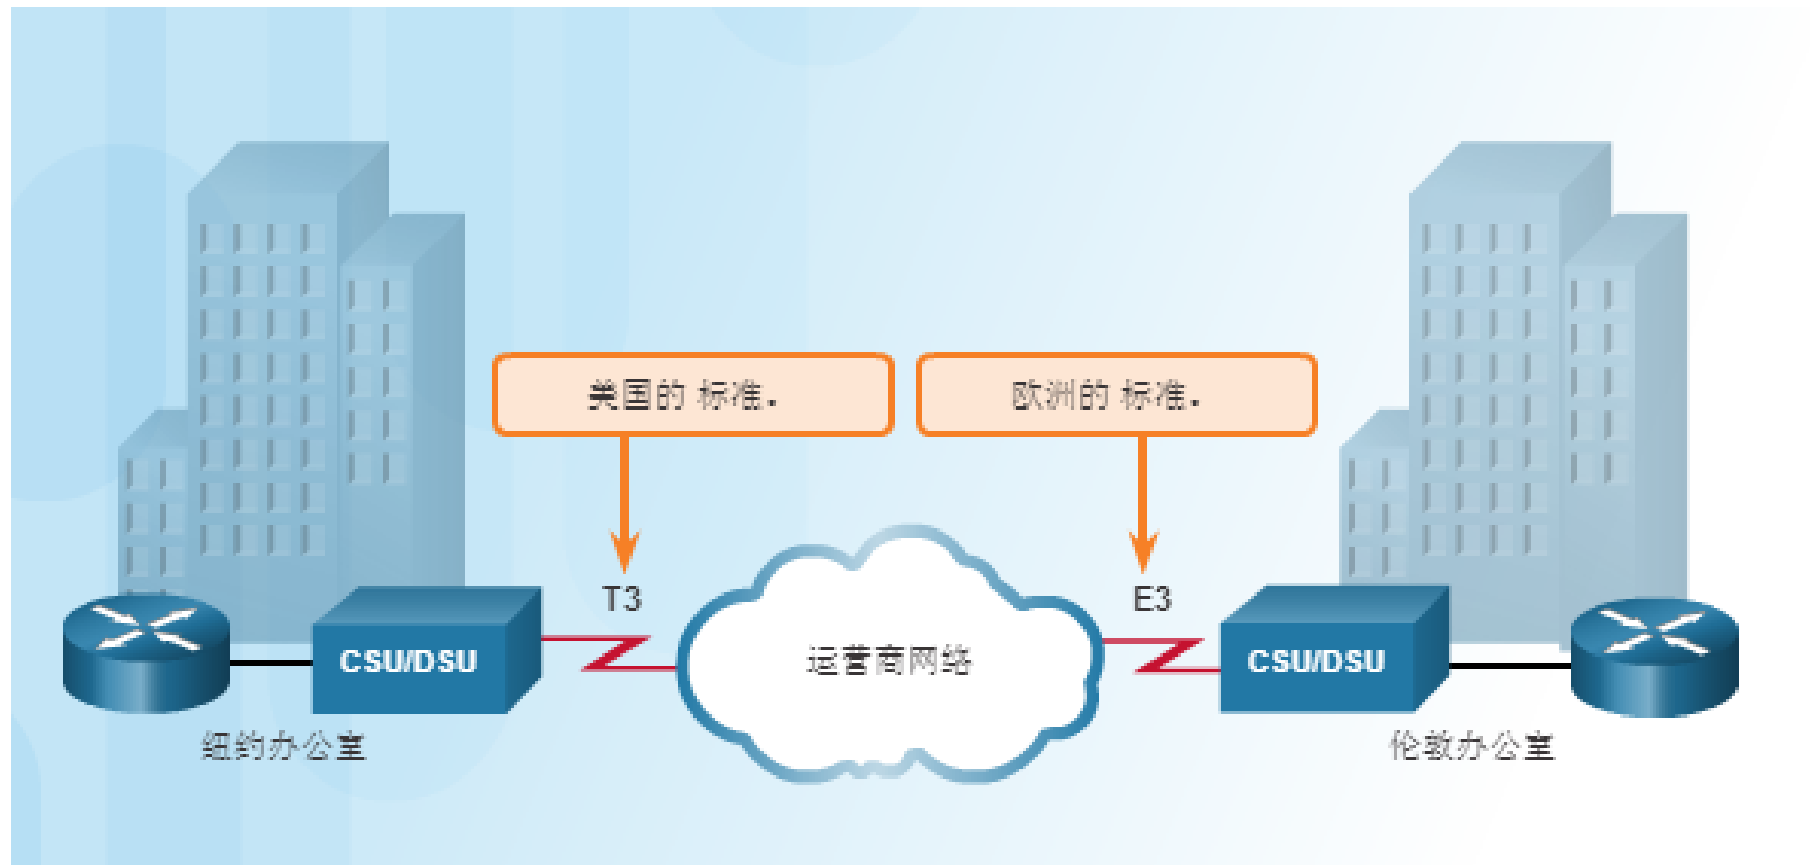 美国的 标准.
欧洲的 标准.
T3
E3
CSU/DSU
运营商网络
CSU/DSU
纽约办公室
伦敦办公室